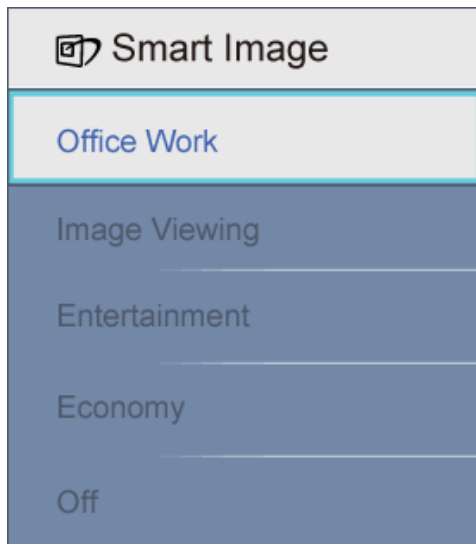 Smart Image
Office Work
Image Viewing
Entertainment
Economy
Off